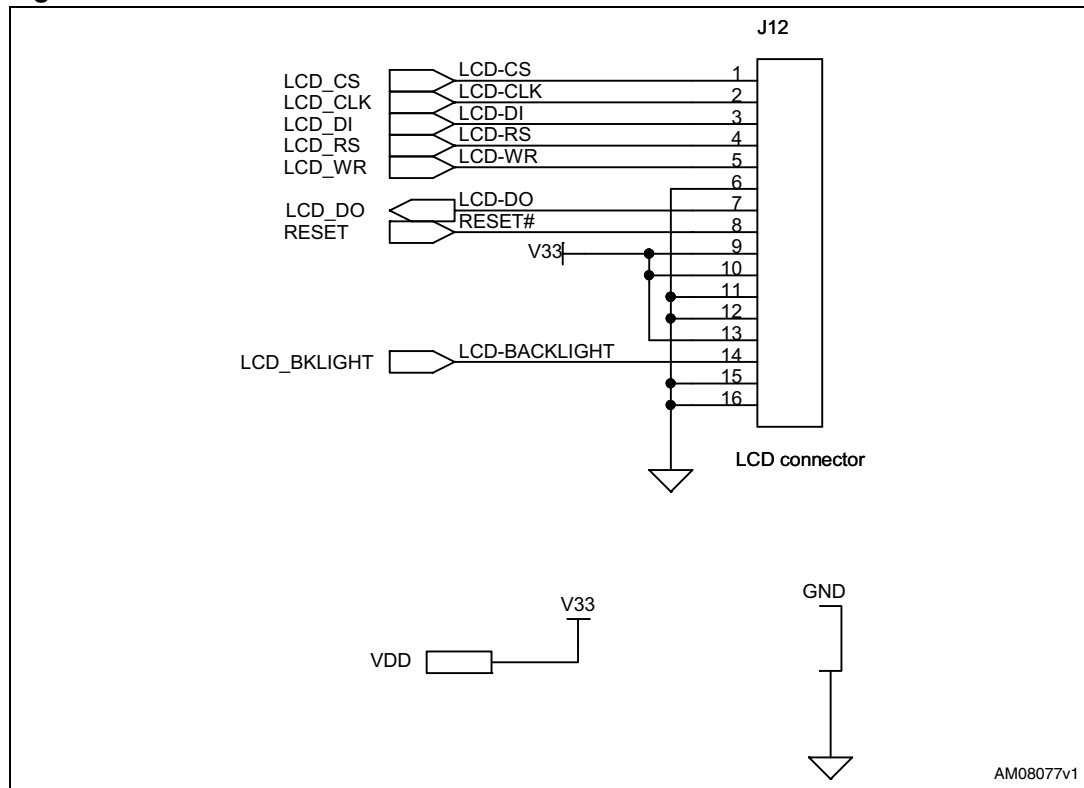 J12
LCD_CS LCD-CS 1
LCD_CLK LCD-CLK 2
LCD_DI LCD-DI 3
LCD_RS LCD-RS 4
LCD_WR LCD-WR 5
6
LCD_DO LCD-DO 7
RESET RESET# 8
V33 9
10
11
12
13
LCD_BKLIGHT LCD-BACKLIGHT 14
15
16
LCD connector
V33
GND
VDD
AM08077v1